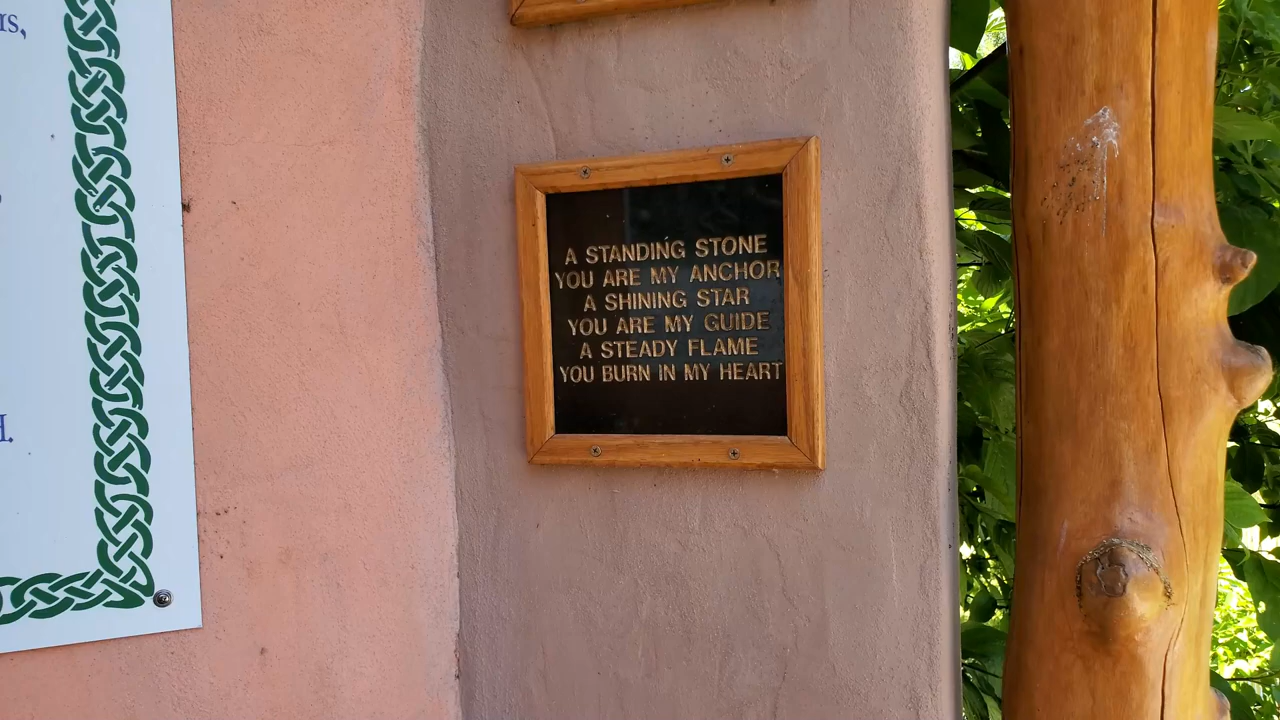 A STANDING STONE
YOU ARE MY ANCHOR
A SHINING STAR
YOU ARE MY GUIDE
A STEADY FLAME
YOU BURN IN MY HEART